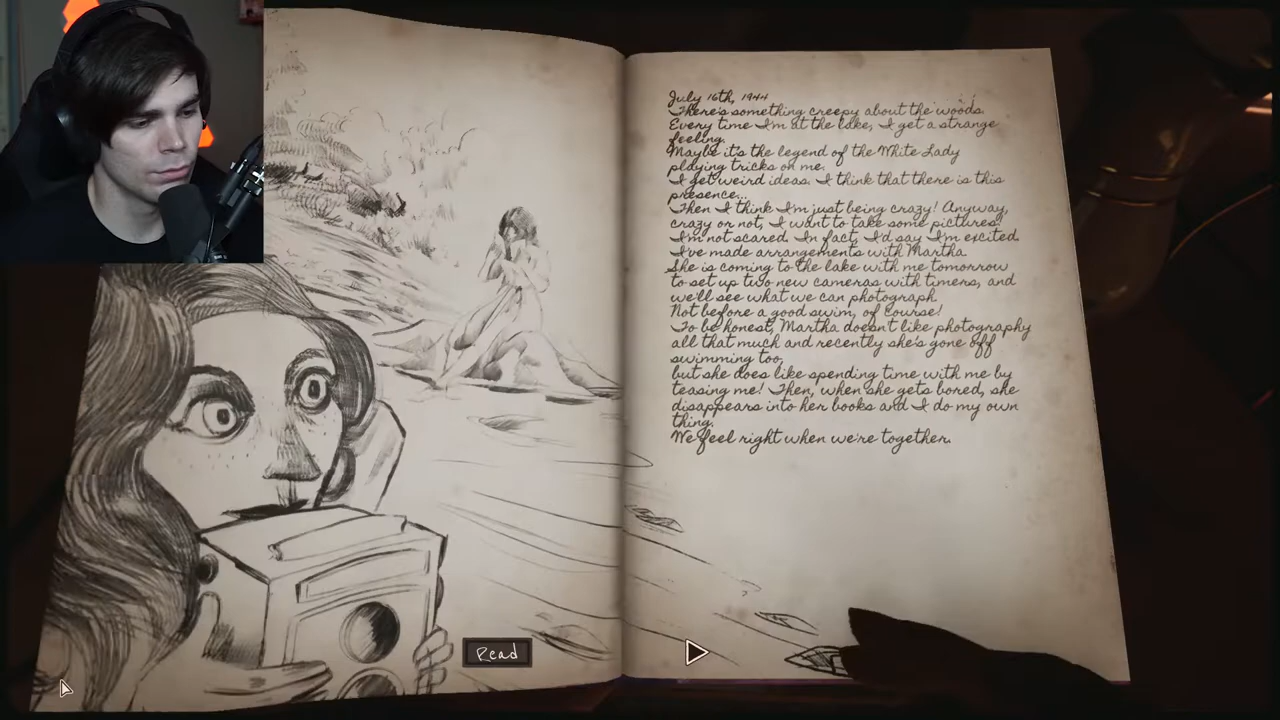 July 16th, 1944
There's something creepy about the woods.
Every time I'm at the lake, I get a strange
feeling.
Maybe it's the legend of the White Lady
playing tricks on me.
I get weird ideas. I think that there is this
presence...
Then I think I'm just being crazy! Anyway,
crazy or not, I want to take some pictures!
I'm not scared. In fact, I'd say I'm excited.
I've made arrangements with Martha.
She is coming to the lake with me tomorrow
to set up two new cameras with timers, and
we'll see what we can photograph.
Not before a good swim, of course!
To be honest, Martha doesn't like photography
all that much and recently she's gone off
swimming too,
but she does like spending time with me by
teasing me! Then, when she gets bored, she
disappears into her books and I do my own
thing.
We feel right when we're together.
Read